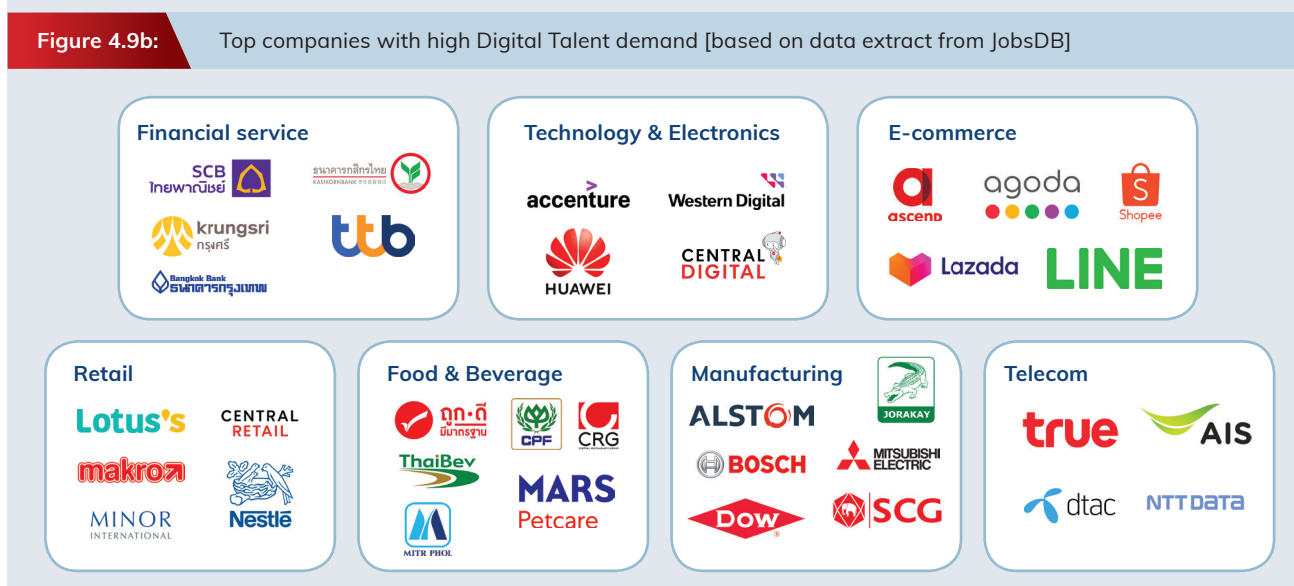 Figure 4.9b:
Top companies with high Digital Talent demand [based on data extract from JobsDB]
Financial service
SCB
ไทยพาณิชย์
ธนาคารกสิกรไทย
KASIKORNBANK
krungsri
กรุงศรี
ttb
Bangkok Bank
ธนาคารกรุงเทพ
Technology & Electronics
accenture
Western Digital
HUAWEI
CENTRAL
DIGITAL
E-commerce
ascend
agoda
S
Shopee
Lazada
LINE
Retail
Lotus's
CENTRAL
RETAIL
makro
MINOR
INTERNATIONAL
Nestlé
Food & Beverage
ถูก•ดี
มีมาตรฐาน
CPF
CRG
CENTRAL RESTAURANTS GROUP
ThaiBev
MARS
Petcare
MITR PHOL
Manufacturing
JORAKAY
ALSTOM
BOSCH
MITSUBISHI
ELECTRIC
Dow
®
SCG
Telecom
true
AIS
dtac
NTT DATA